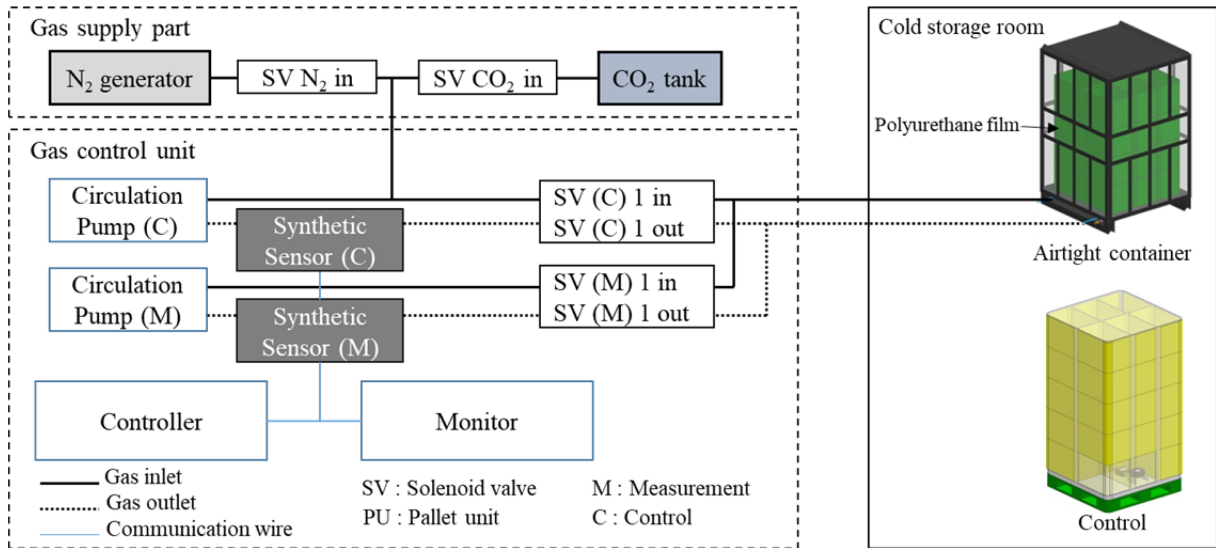 Gas supply part
N₂ generator
SV N₂ in
SV CO₂ in
CO₂ tank
Gas control unit
Circulation
Pump (C)
Synthetic
Sensor (C)
SV (C) 1 in
SV (C) 1 out
Circulation
Pump (M)
Synthetic
Sensor (M)
SV (M) 1 in
SV (M) 1 out
Controller
Monitor
Gas inlet
Gas outlet
Communication wire
SV : Solenoid valve
PU : Pallet unit
M : Measurement
C : Control
Cold storage room
Polyurethane film
Airtight container
Control